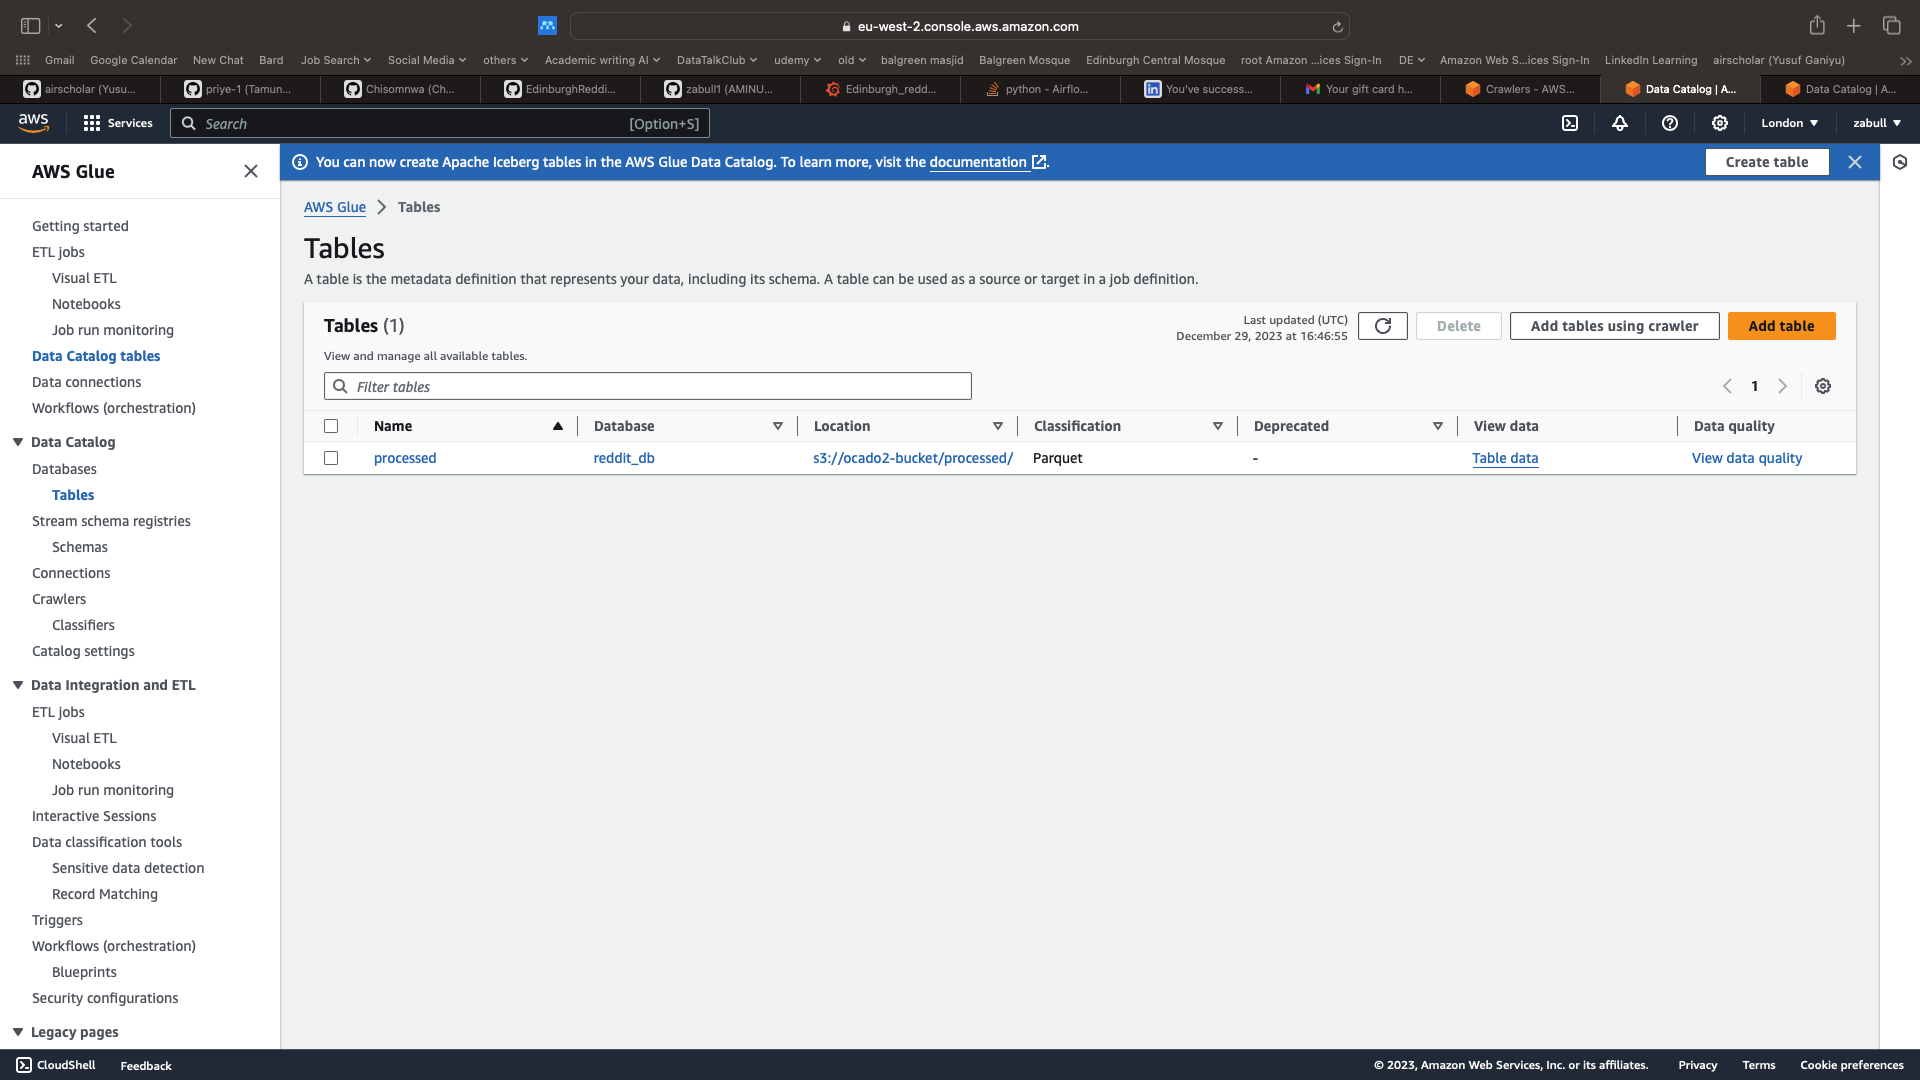 eu-west-2.console.aws.amazon.com
Gmail Google Calendar New Chat Bard Job Search Social Media others Academic writing AI DataTalkClub udemy old balgreen masjid Balgreen Mosque Edinburgh Central Mosque root Amazon ...ices Sign-In DE Amazon Web S...ices Sign-In LinkedIn Learning airscholar (Yusuf Ganiyu)
airscholar (Yusu... priye-1 (Tamun... Chisomnwa (Ch... EdinburghReddi... zabull1 (AMINU... Edinburgh_redd... python - Airflo... You've success... Your gift card h... Crawlers - AWS... Data Catalog | A... Data Catalog | A...
aws Services Search [Option+S] London zabull
AWS Glue
Getting started
ETL jobs
Visual ETL
Notebooks
Job run monitoring
Data Catalog tables
Data connections
Workflows (orchestration)
Data Catalog
Databases
Tables
Stream schema registries
Schemas
Connections
Crawlers
Classifiers
Catalog settings
Data Integration and ETL
ETL jobs
Visual ETL
Notebooks
Job run monitoring
Interactive Sessions
Data classification tools
Sensitive data detection
Record Matching
Triggers
Workflows (orchestration)
Blueprints
Security configurations
Legacy pages
You can now create Apache Iceberg tables in the AWS Glue Data Catalog. To learn more, visit the documentation. Create table
AWS Glue > Tables
Tables
A table is the metadata definition that represents your data, including its schema. A table can be used as a source or target in a job definition.
Tables (1)
View and manage all available tables.
Last updated (UTC)
December 29, 2023 at 16:46:55
Delete Add tables using crawler Add table
Filter tables
1
Name Database Location Classification Deprecated View data Data quality
processed reddit_db s3://ocado2-bucket/processed/ Parquet - Table data View data quality
CloudShell Feedback © 2023, Amazon Web Services, Inc. or its affiliates. Privacy Terms Cookie preferences